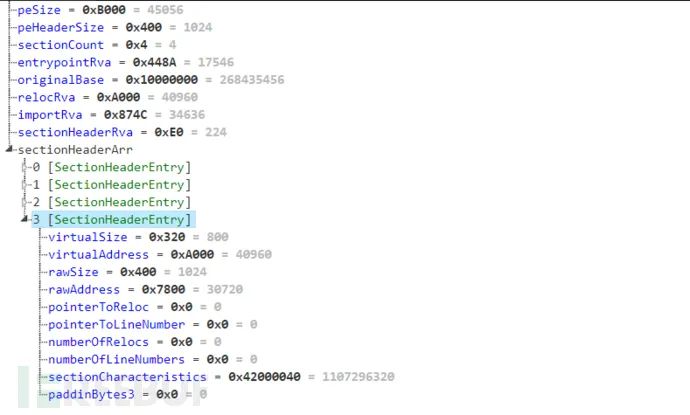 peSize = 0xB000 = 45056
peHeaderSize = 0x400 = 1024
sectionCount = 0x4 = 4
entrypointRva = 0x448A = 17546
originalBase = 0x10000000 = 268435456
relocRva = 0xA000 = 40960
importRva = 0x874C = 34636
sectionHeaderRva = 0xE0 = 224
sectionHeaderArr
0 [SectionHeaderEntry]
1 [SectionHeaderEntry]
2 [SectionHeaderEntry]
3 [SectionHeaderEntry]
virtualSize = 0x320 = 800
virtualAddress = 0xA000 = 40960
rawSize = 0x400 = 1024
rawAddress = 0x7800 = 30720
pointerToReloc = 0x0 = 0
pointerToLineNumber = 0x0 = 0
numberOfRelocs = 0x0 = 0
numberOfLineNumbers = 0x0 = 0
sectionCharacteristics = 0x42000040 = 1107296320
paddinBytes3 = 0x0 = 0